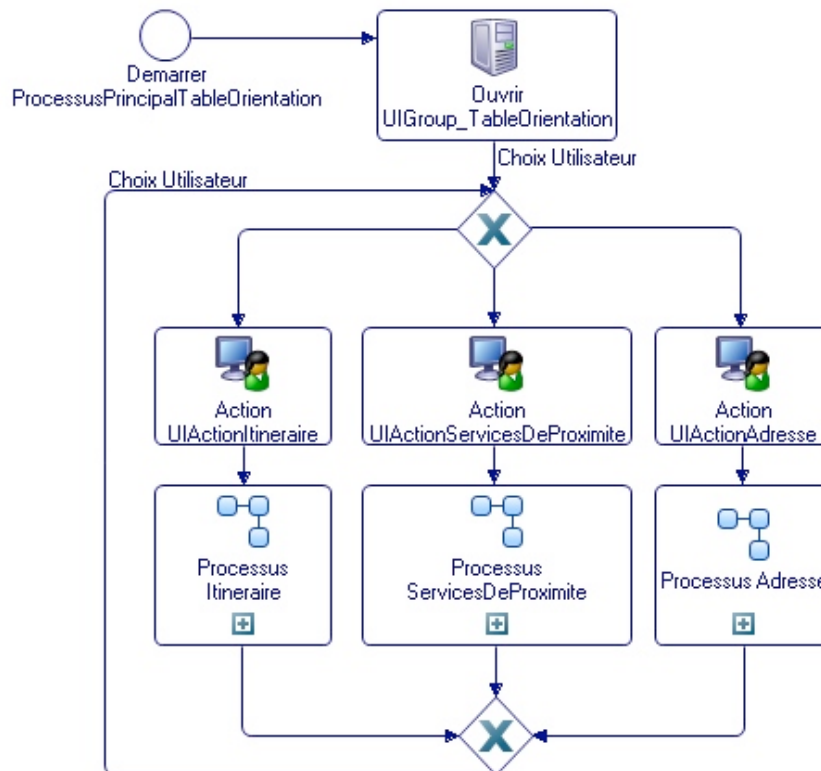 Demarrer
ProcessusPrincipalTableOrientation
Ouvrir
UIGroup_TableOrientation
Choix Utilisateur
Choix Utilisateur
Action
UIActionItineraire
Action
UIActionServicesDeProximite
Action
UIActionAdresse
Processus
Itineraire
Processus
ServicesDeProximite
Processus Adresse